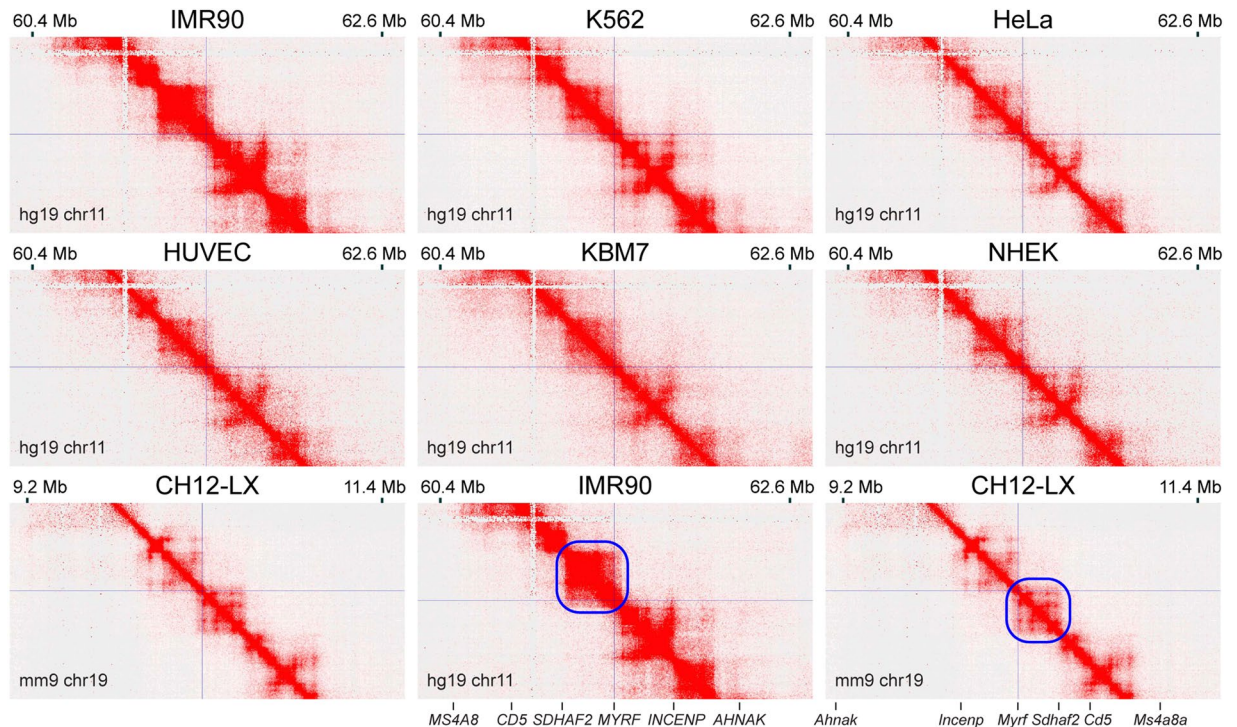 IMR90 K562 HeLa
60.4 Mb 62.6 Mb 60.4 Mb 62.6 Mb 60.4 Mb 62.6 Mb
hg19 chr11 hg19 chr11 hg19 chr11
HUVEC KBM7 NHEK
60.4 Mb 62.6 Mb 60.4 Mb 62.6 Mb 60.4 Mb 62.6 Mb
hg19 chr11 hg19 chr11 hg19 chr11
CH12-LX IMR90 CH12-LX
9.2 Mb 11.4 Mb 60.4 Mb 62.6 Mb 9.2 Mb 11.4 Mb
mm9 chr19 hg19 chr11 mm9 chr19
MS4A8 CD5 SDHAF2 MYRF INCENP AHNAK Ahnak Incenp Myrf Sdhaf2 Cd5 Ms4a8a